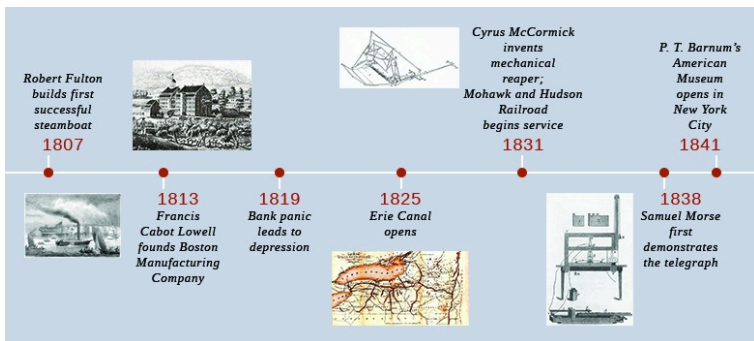 Robert Fulton
builds first
successful
steamboat
1807
1813
Francis
Cabot Lowell
founds Boston
Manufacturing
Company
1819
Bank panic
leads to
depression
1825
Erie Canal
opens
Cyrus McCormick
invents
mechanical
reaper;
Mohawk and Hudson
Railroad
begins service
1831
1838
Samuel Morse
first
demonstrates
the telegraph
P. T. Barnum’s
American
Museum
opens in
New York
City
1841